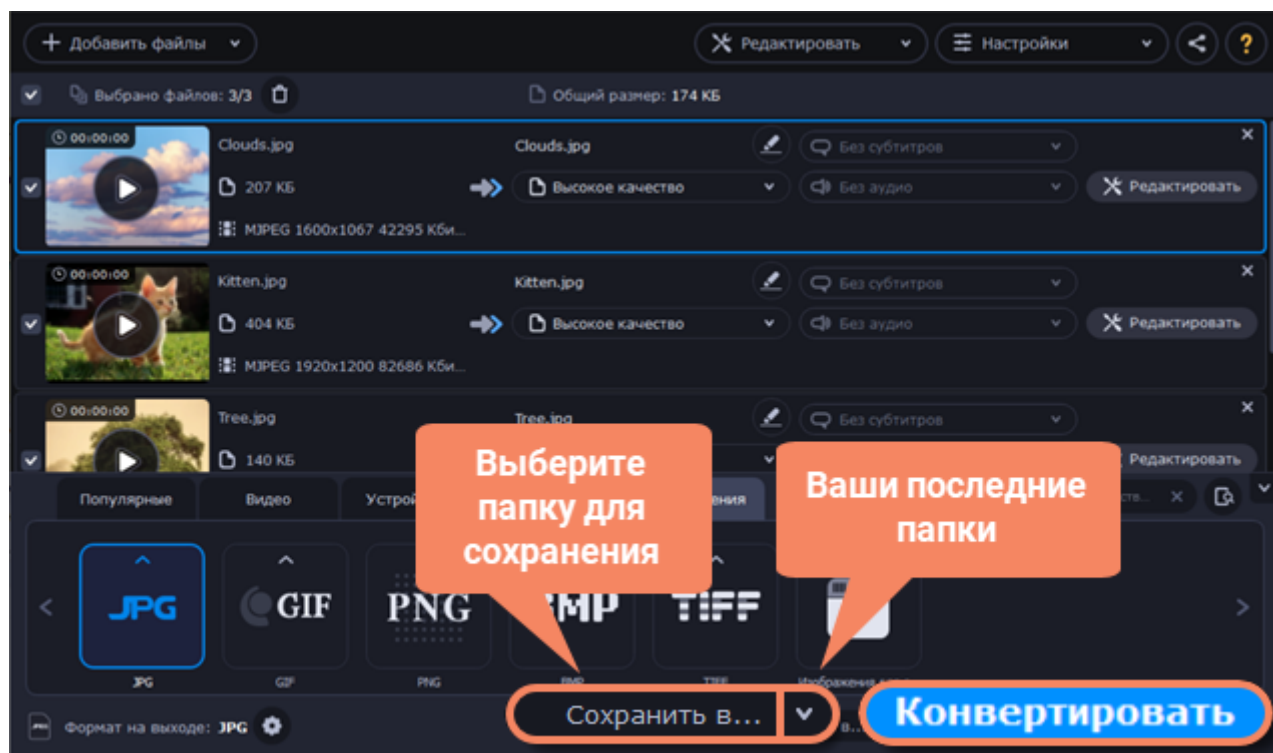 Добавить файлы
Редактировать
Настройки
?
Выбрано файлов: 3/3
Общий размер: 174 КБ
00:00:00
Clouds.jpg
Clouds.jpg
Без субтитров
207 КБ
Высокое качество
Без аудио
Редактировать
MJPEG 1600x1067 42295 Кби...
00:00:00
Kitten.jpg
Kitten.jpg
Без субтитров
404 КБ
Высокое качество
Без аудио
Редактировать
MJPEG 1920x1200 82686 Кби...
00:00:00
Tree.jpg
Tree.jpg
Без субтитров
140 КБ
Редактировать
Выберите
папку для
сохранения
Ваши последние
папки
Популярные
Видео
JPG
GIF
PNG
BMP
TIFF
JPG
GIF
PNG
BMP
TIFF
Формат на выходе: JPG
Сохранить в...
Конвертировать